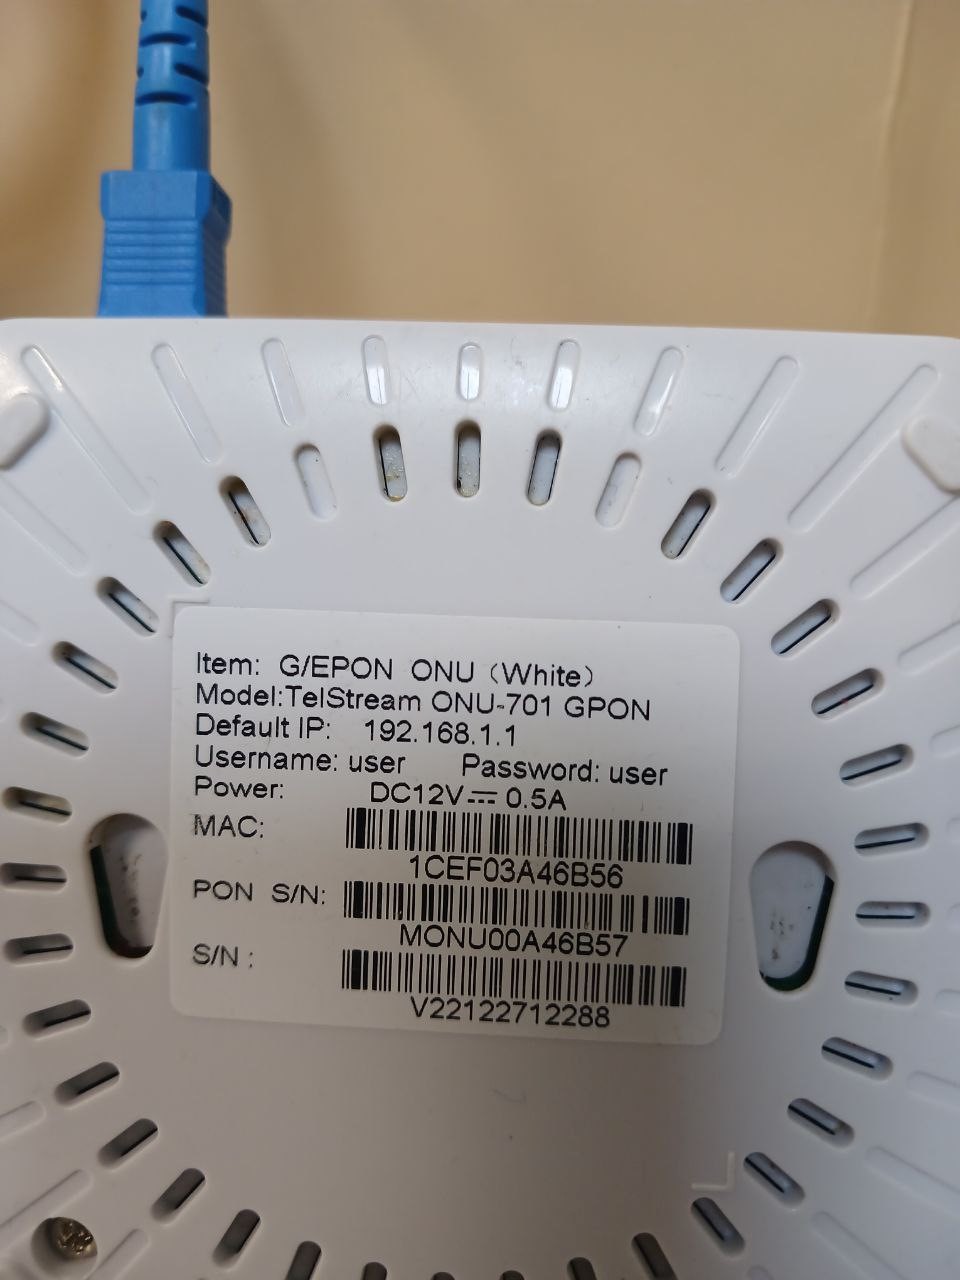 Item: G/EPON ONU (White)
Model:TelStream ONU-701 GPON
Default IP: 192.168.1.1
Username: user Password: user
Power: DC12V⎓ 0.5A
MAC:
1CEF03A46B56
PON S/N:
MONU00A46B57
S/N :
V22122712288